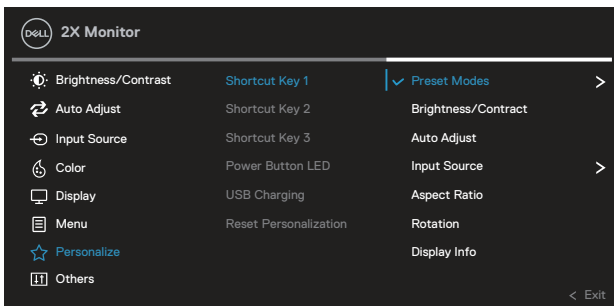 DELL 2X Monitor
Brightness/Contrast Shortcut Key 1 Preset Modes >
Auto Adjust Shortcut Key 2 Brightness/Contract
Input Source Shortcut Key 3 Auto Adjust
Color Power Button LED Input Source >
Display USB Charging Aspect Ratio
Menu Reset Personalization Rotation
Personalize Display Info
Others
< Exit